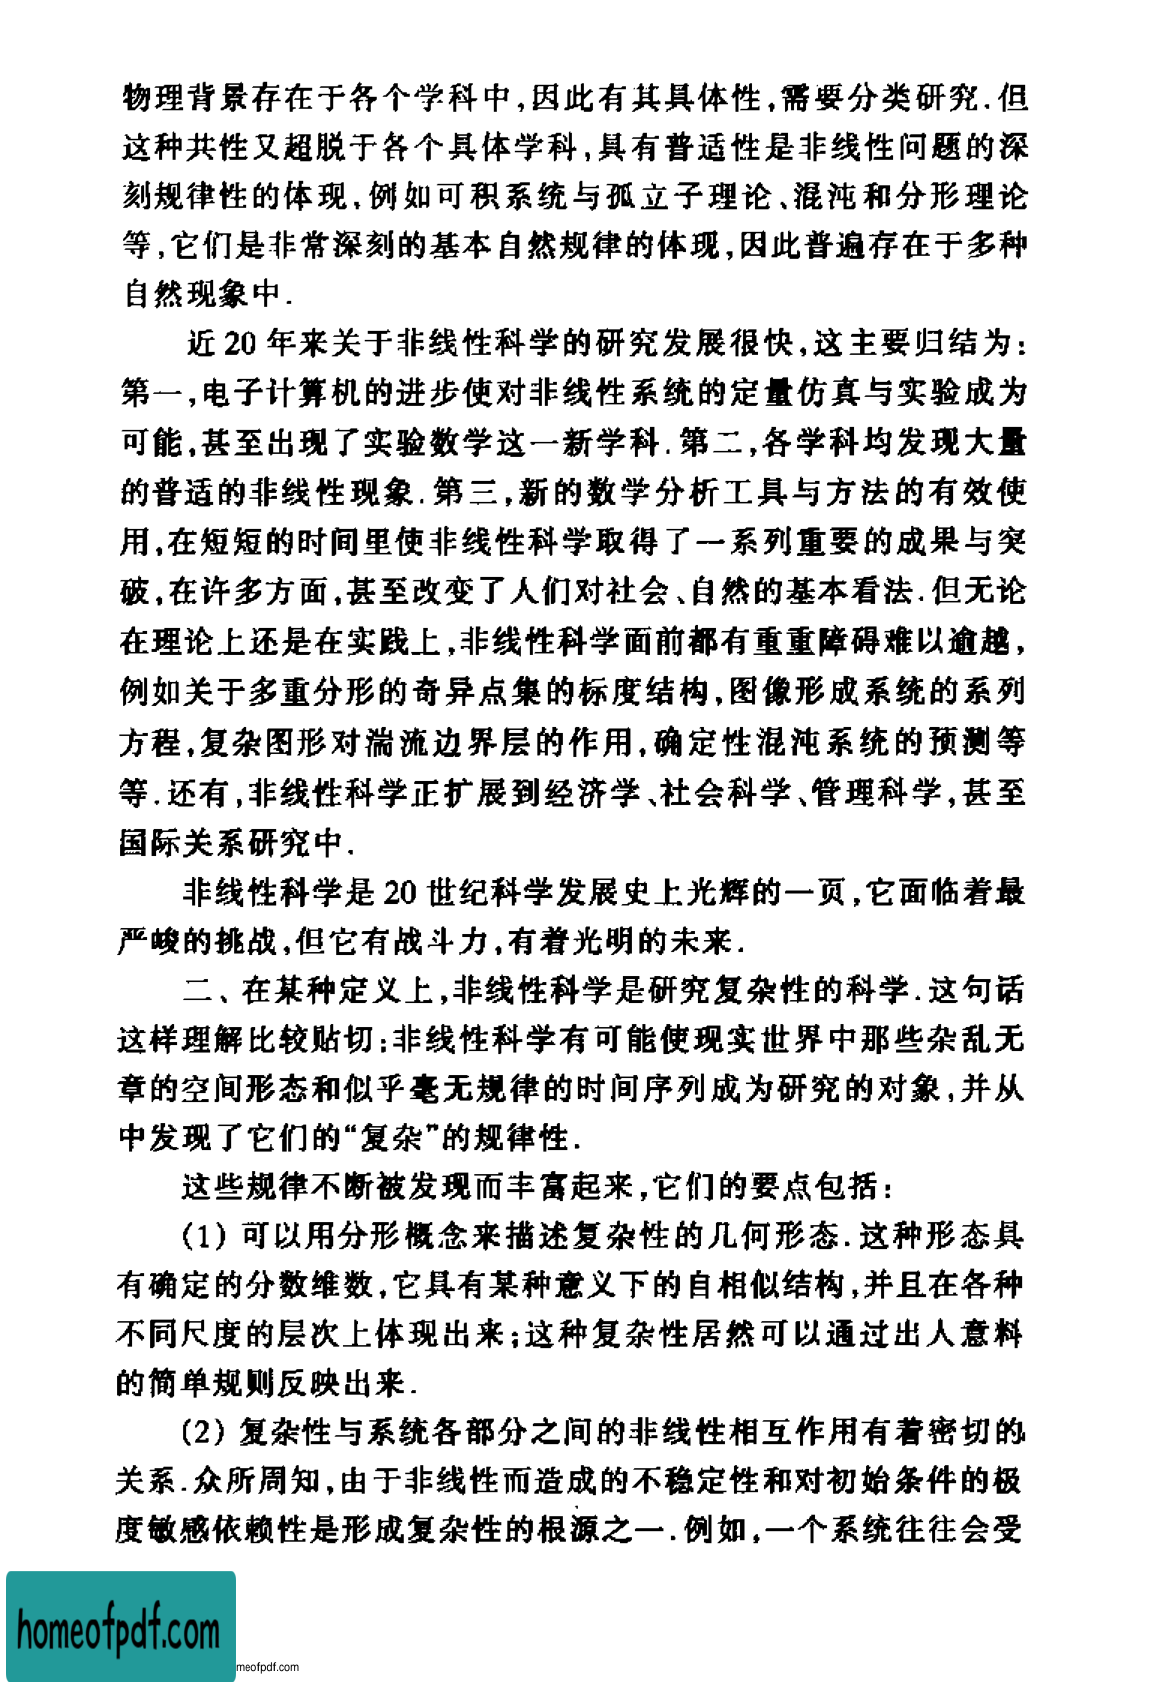 物理背景存在于各个学科中,因此有其具体性,需要分类研究.但
这种共性又超脱于各个具体学科,具有普适性是非线性问题的深
刻规律性的体现,例如可积系统与孤立子理论、混沌和分形理论
等,它们是非常深刻的基本自然规律的体现,因此普遍存在于多种
自然现象中.
近 20 年来关于非线性科学的研究发展很快,这主要归结为:
第一,电子计算机的进步使对非线性系统的定量仿真与实验成为
可能,甚至出现了实验数学这一新学科.第二,各学科均发现大量
的普适的非线性现象.第三,新的数学分析工具与方法的有效使
用,在短短的时间里使非线性科学取得了一系列重要的成果与突
破,在许多方面,甚至改变了人们对社会、自然的基本看法.但无论
在理论上还是在实践上,非线性科学面前都有重重障碍难以逾越,
例如关于多重分形的奇异点集的标度结构,图像形成系统的系列
方程,复杂图形对湍流边界层的作用,确定性混沌系统的预测等
等.还有,非线性科学正扩展到经济学、社会科学、管理科学,甚至
国际关系研究中.
非线性科学是 20 世纪科学发展史上光辉的一页,它面临着最
严峻的挑战,但它有战斗力,有着光明的未来.
二、在某种定义上,非线性科学是研究复杂性的科学.这句话
这样理解比较贴切:非线性科学有可能使现实世界中那些杂乱无
章的空间形态和似乎毫无规律的时间序列成为研究的对象,并从
中发现了它们的“复杂”的规律性.
这些规律不断被发现而丰富起来,它们的要点包括:
(1) 可以用分形概念来描述复杂性的几何形态.这种形态具
有确定的分数维数,它具有某种意义下的自相似结构,并且在各种
不同尺度的层次上体现出来;这种复杂性居然可以通过出人意料
的简单规则反映出来.
(2) 复杂性与系统各部分之间的非线性相互作用有着密切的
关系.众所周知,由于非线性而造成的不稳定性和对初始条件的极
度敏感依赖性是形成复杂性的根源之一.例如,一个系统往往会受
homeofpdf.com
meofpdf.com